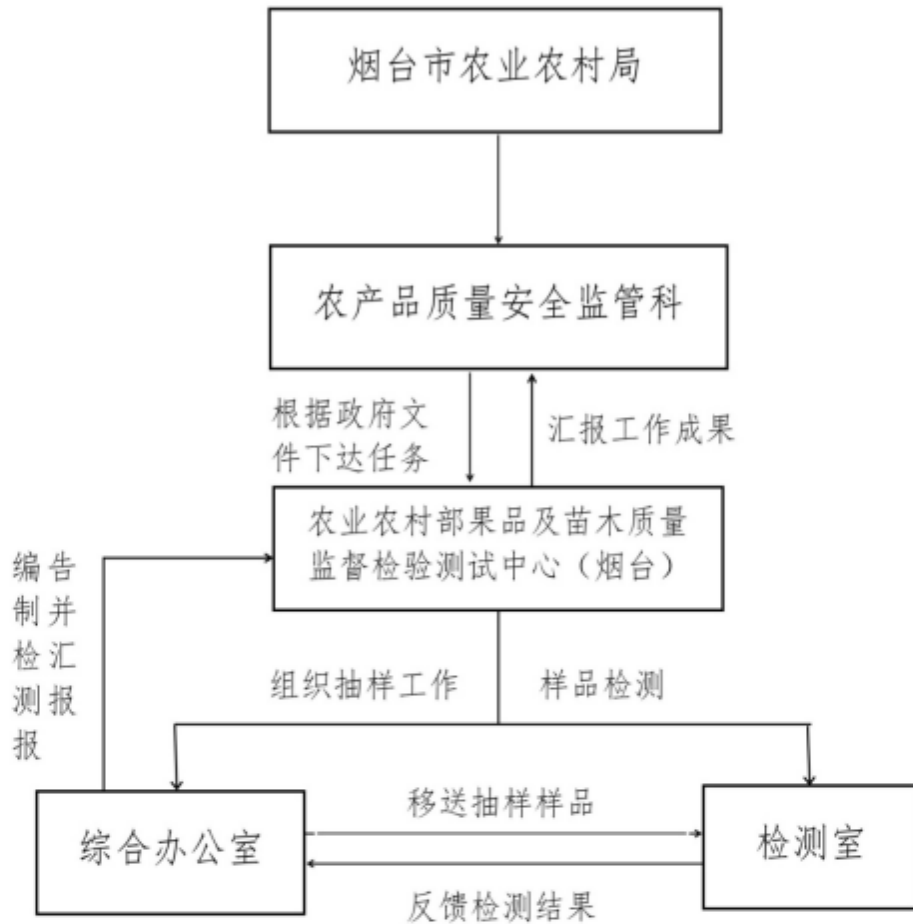 烟台市农业农村局
农产品质量安全监管科
根据政府文
件下达任务
汇报工作成果
农业农村部果品及苗木质量
监督检验测试中心（烟台）
编制检测报
告并汇报
组织抽样工作
样品检测
移送抽样样品
综合办公室
检测室
反馈检测结果